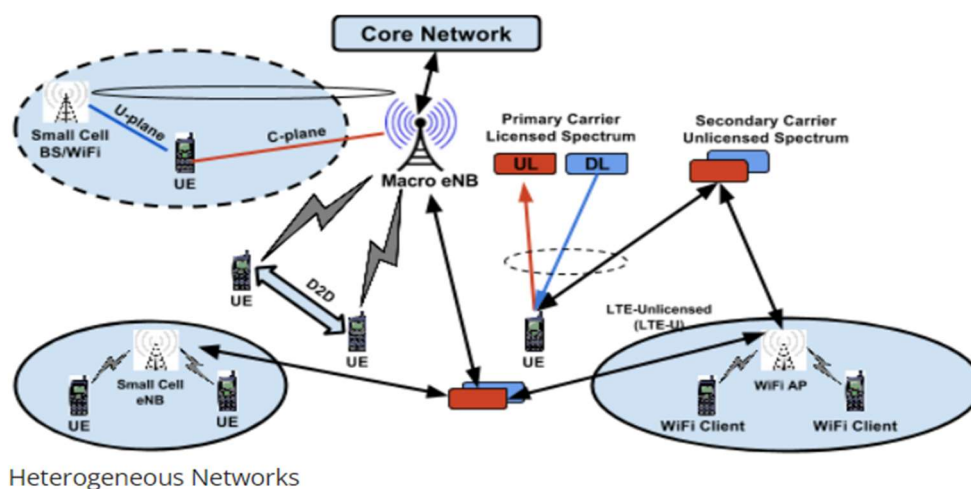 Core Network
Small Cell
BS/WiFi
U-plane
UE
C-plane
Macro eNB
Primary Carrier
Licensed Spectrum
UL
DL
Secondary Carrier
Unlicensed Spectrum
UE
D2D
UE
UE
LTE-Unlicensed
(LTE-U)
Small Cell
eNB
UE
UE
WiFi AP
WiFi Client
WiFi Client
Heterogeneous Networks